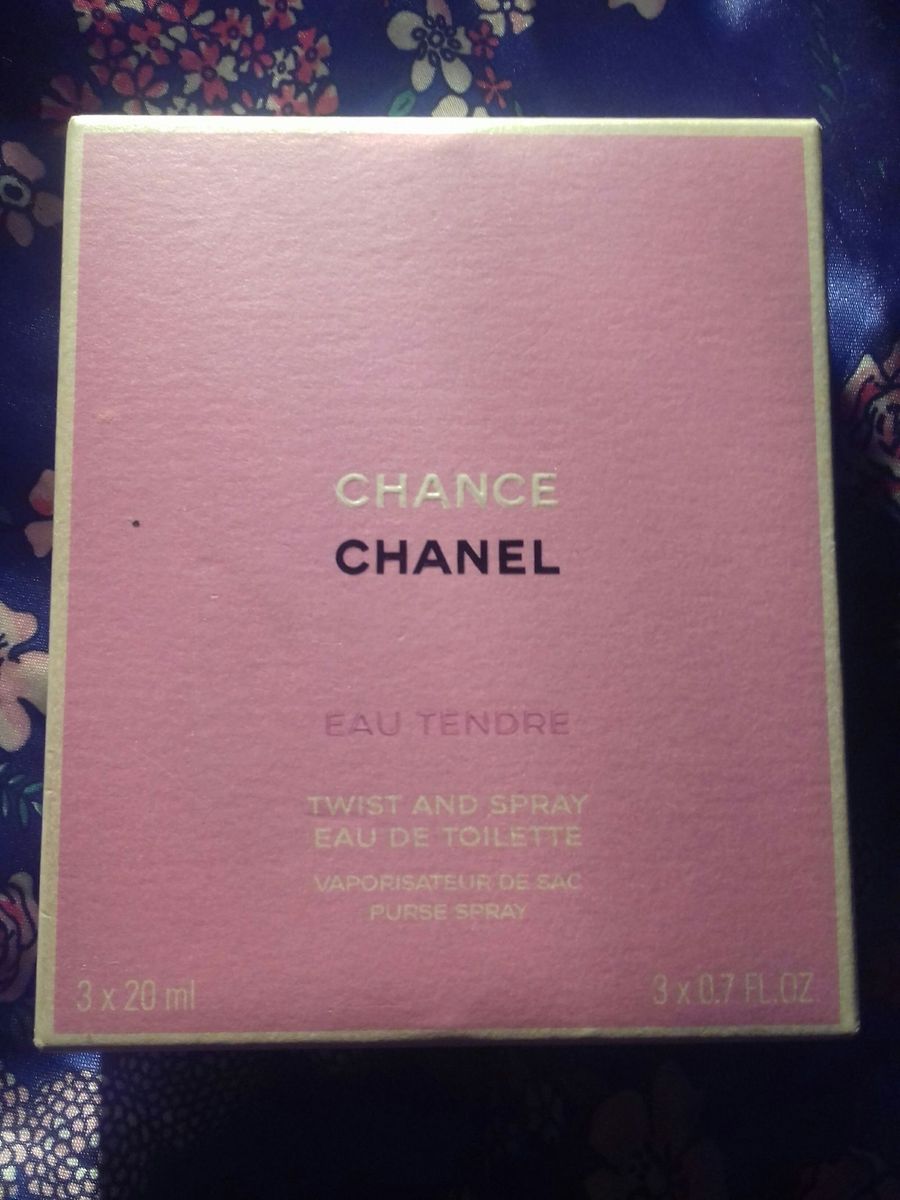 CHANCE
CHANEL
EAU TENDRE
TWIST AND SPRAY
EAU DE TOILETTE
VAPORISATEUR DE SAC
PURSE SPRAY
3 x 20 ml
3 x 0.7 FL.OZ